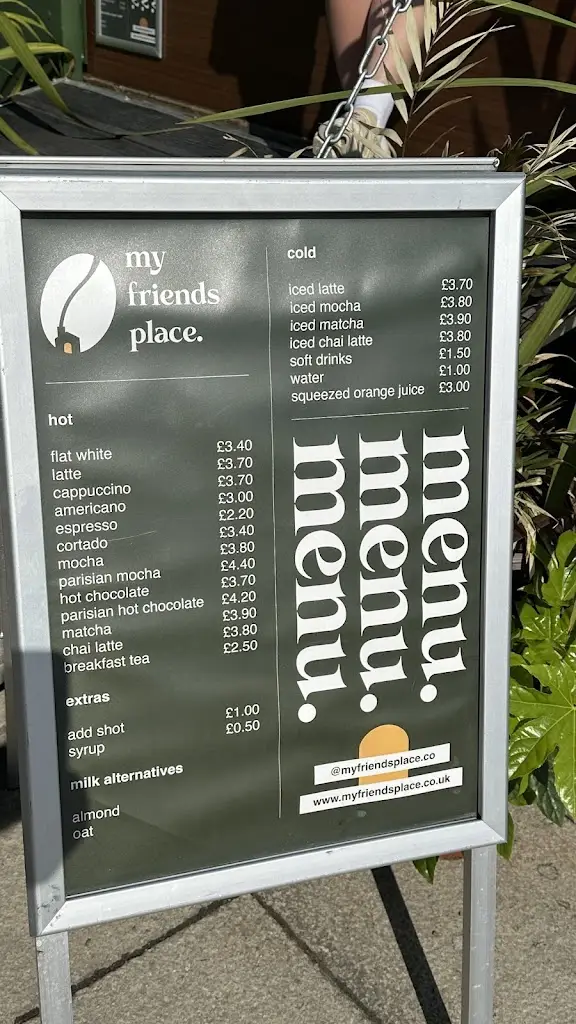 my
friends
place.
hot
flat white £3.40
latte £3.70
cappuccino £3.70
americano £3.00
espresso £2.20
cortado £3.40
mocha £3.80
parisian mocha £4.40
hot chocolate £3.70
parisian hot chocolate £4.20
matcha £3.90
chai latte £3.80
breakfast tea £2.50
extras
add shot £1.00
syrup £0.50
milk alternatives
almond
oat
cold
iced latte £3.70
iced mocha £3.80
iced matcha £3.90
iced chai latte £3.80
soft drinks £1.50
water £1.00
squeezed orange juice £3.00
menu.
menu.
menu.
@myfriendsplace.co
www.myfriendsplace.co.uk